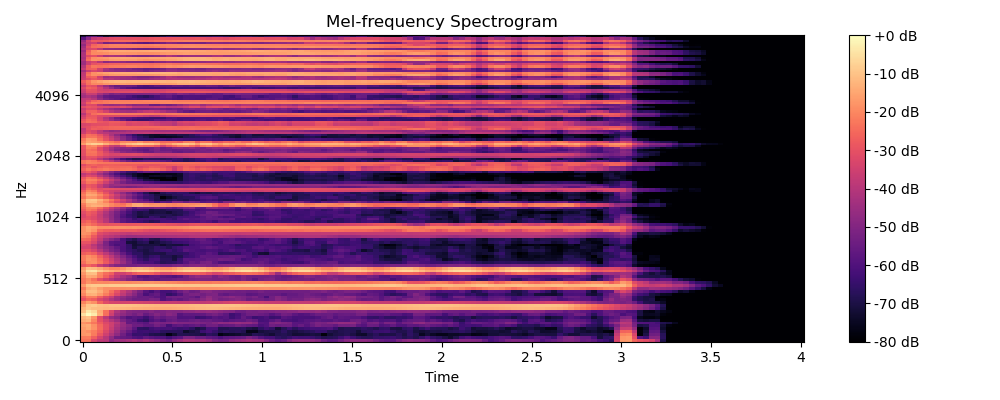 Mel-frequency Spectrogram
+0 dB
-10 dB
-20 dB
-30 dB
-40 dB
-50 dB
-60 dB
-70 dB
-80 dB
4096
2048
1024
512
0
Hz
0 0.5 1 1.5 2 2.5 3 3.5 4
Time